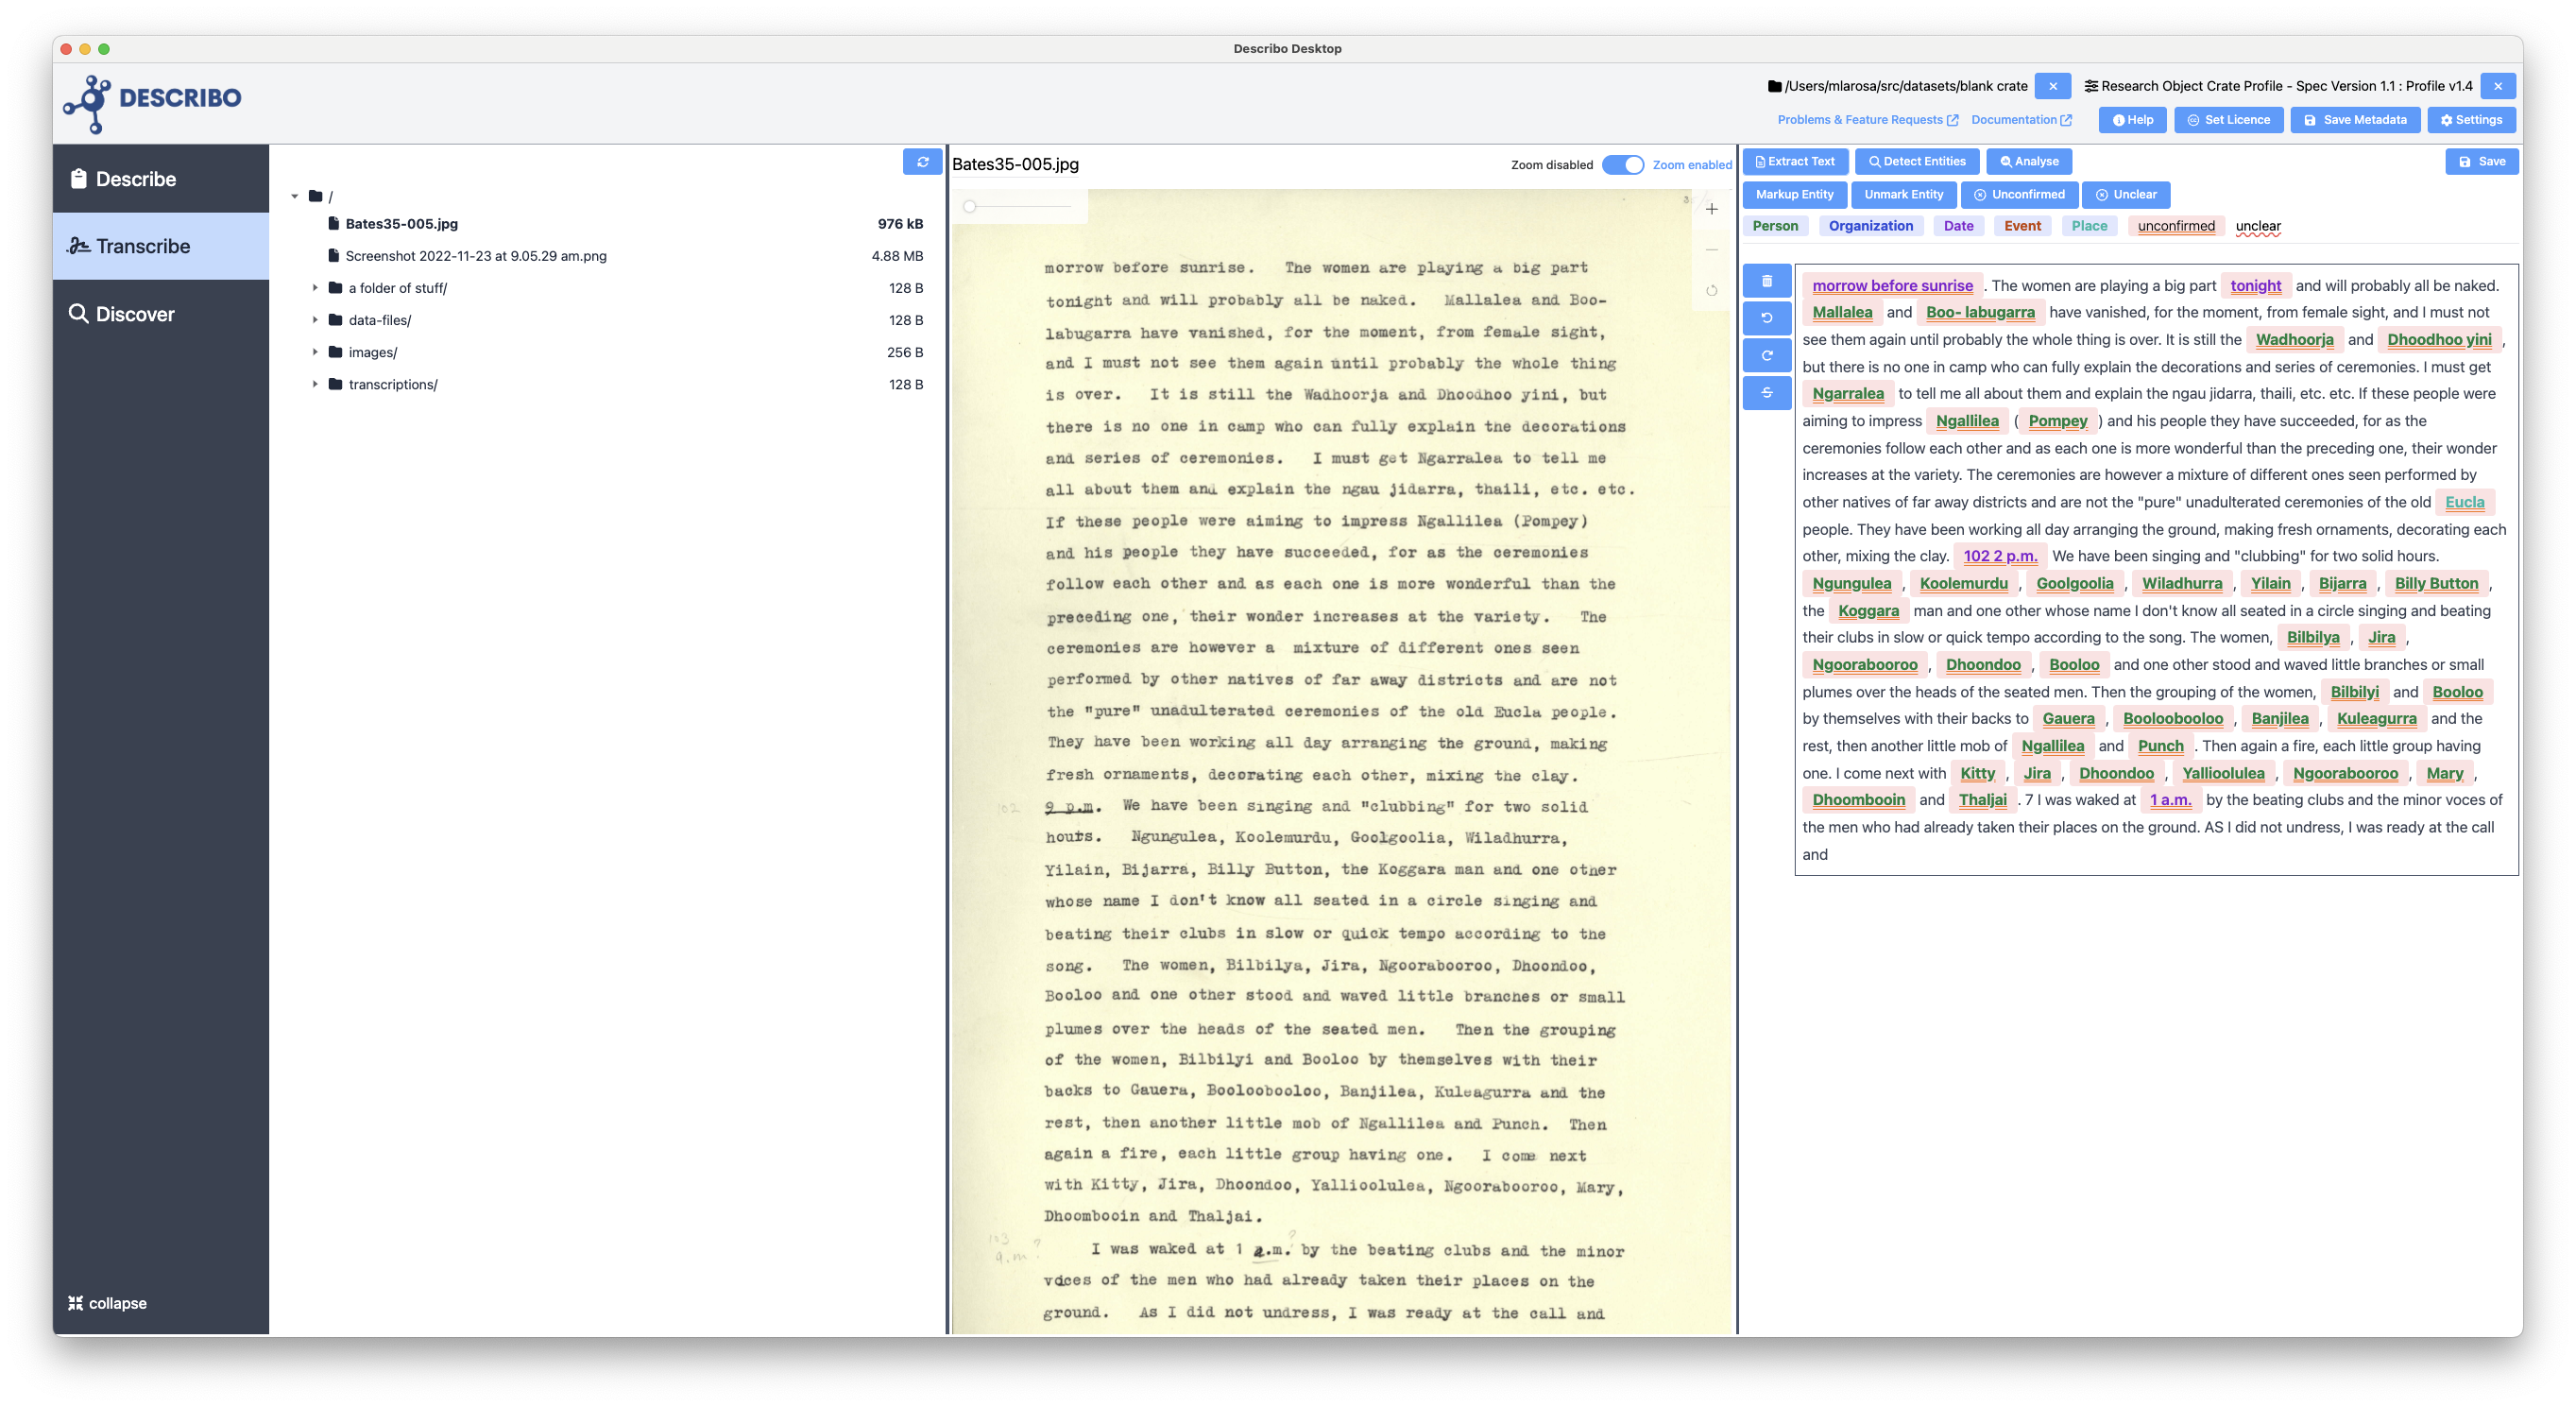 Describo Desktop
DESCRIBO
/Users/mlarosa/src/datasets/blank crate
Research Object Crate Profile - Spec Version 1.1 : Profile v1.4
Problems & Feature Requests
Documentation
Help
Set Licence
Save Metadata
Settings
Describe
Transcribe
Discover
collapse
/
Bates35-005.jpg 976 kB
Screenshot 2022-11-23 at 9.05.29 am.png 4.88 MB
a folder of stuff/ 128 B
data-files/ 128 B
images/ 256 B
transcriptions/ 128 B
Bates35-005.jpg
Zoom disabled
Zoom enabled
morrow before sunrise. The women are playing a big part
tonight and will probably all be naked. Mallalea and Boo-
labugarra have vanished, for the moment, from female sight,
and I must not see them again until probably the whole thing
is over. It is still the Wadhoorja and Dhoodhoo yini, but
there is no one in camp who can fully explain the decorations
and series of ceremonies. I must get Ngarralea to tell me
all about them and explain the ngau jidarra, thaili, etc. etc.
If these people were aiming to impress Ngallilea (Pompey)
and his people they have succeeded, for as the ceremonies
follow each other and as each one is more wonderful than the
preceding one, their wonder increases at the variety. The
ceremonies are however a mixture of different ones seen
performed by other natives of far away districts and are not
the "pure" unadulterated ceremonies of the old Eucla people.
They have been working all day arranging the ground, making
fresh ornaments, decorating each other, mixing the clay.
102 9 p.m. We have been singing and "clubbing" for two solid
hours. Ngungulea, Koolemurdu, Goolgoolia, Wiladhurra,
Yilain, Bijarra, Billy Button, the Koggara man and one other
whose name I don't know all seated in a circle singing and
beating their clubs in slow or quick tempo according to the
song. The women, Bilbilya, Jira, Ngoorabooroo, Dhoondoo,
Booloo and one other stood and waved little branches or small
plumes over the heads of the seated men. Then the grouping
of the women, Bilbilyi and Booloo by themselves with their
backs to Gauera, Booloobooloo, Banjilea, Kuleagurra and the
rest, then another little mob of Ngallilea and Punch. Then
again a fire, each little group having one. I come next
with Kitty, Jira, Dhoondoo, Yallioolulea, Ngoorabooroo, Mary,
Dhoombooin and Thaljai.
103 ?
I was waked at 1 a.m.? by the beating clubs and the minor
voces of the men who had already taken their places on the
ground. As I did not undress, I was ready at the call and
Extract Text
Detect Entities
Analyse
Save
Markup Entity
Unmark Entity
Unconfirmed
Unclear
Person
Organization
Date
Event
Place
unconfirmed
unclear
morrow before sunrise . The women are playing a big part tonight and will probably all be naked.
Mallalea and Boo- labugarra have vanished, for the moment, from female sight, and I must not
see them again until probably the whole thing is over. It is still the Wadhoorja and Dhoodhoo yini ,
but there is no one in camp who can fully explain the decorations and series of ceremonies. I must get
Ngarralea to tell me all about them and explain the ngau jidarra, thaili, etc. etc. If these people were
aiming to impress Ngallilea ( Pompey ) and his people they have succeeded, for as the
ceremonies follow each other and as each one is more wonderful than the preceding one, their wonder
increases at the variety. The ceremonies are however a mixture of different ones seen performed by
other natives of far away districts and are not the "pure" unadulterated ceremonies of the old Eucla
people. They have been working all day arranging the ground, making fresh ornaments, decorating each
other, mixing the clay. 102 2 p.m. We have been singing and "clubbing" for two solid hours.
Ngungulea , Koolemurdu , Goolgoolia , Wiladhurra , Yilain , Bijarra , Billy Button ,
the Koggara man and one other whose name I don't know all seated in a circle singing and beating
their clubs in slow or quick tempo according to the song. The women, Bilbilya , Jira ,
Ngoorabooroo , Dhoondoo , Booloo and one other stood and waved little branches or small
plumes over the heads of the seated men. Then the grouping of the women, Bilbilyi and Booloo
by themselves with their backs to Gauera , Booloobooloo , Banjilea , Kuleagurra and the
rest, then another little mob of Ngallilea and Punch . Then again a fire, each little group having
one. I come next with Kitty , Jira , Dhoondoo , Yallioolulea , Ngoorabooroo , Mary ,
Dhoombooin and Thaljai . 7 I was waked at 1 a.m. by the beating clubs and the minor voces of
the men who had already taken their places on the ground. AS I did not undress, I was ready at the call
and